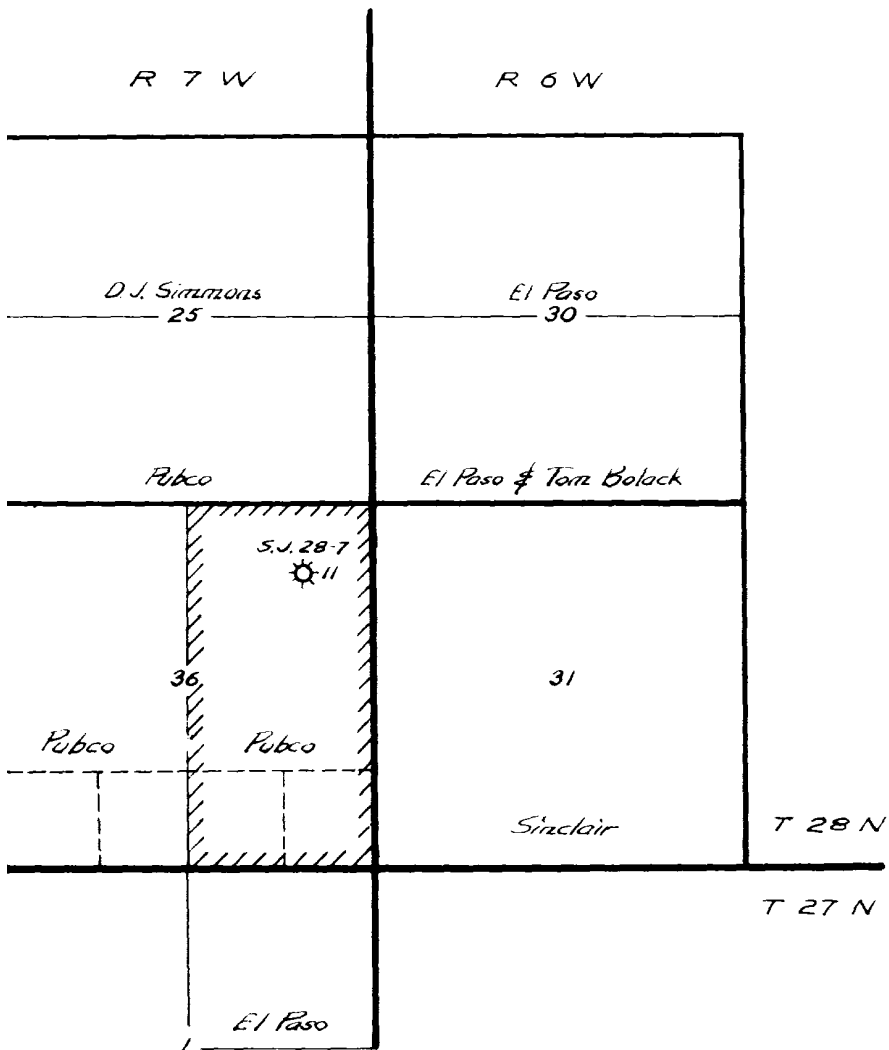 R 7 W R 6 W
D.J. Simmons El Paso
25 30
Pubco El Paso & Tom Bolack
S.J. 28-7
11
36 31
Pubco Pubco
Sinclair T 28 N
T 27 N
El Paso
1